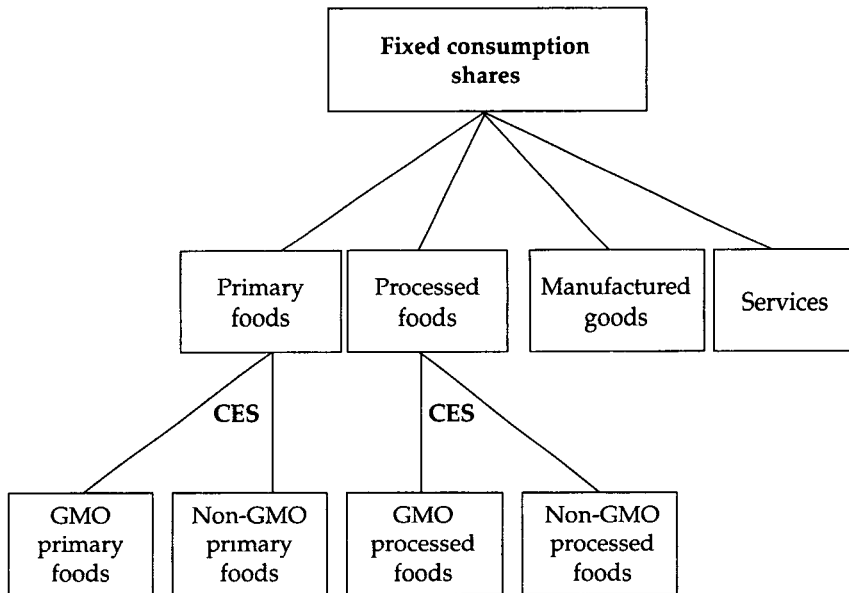 Fixed consumption
shares
Primary
foods
Processed
foods
Manufactured
goods
Services
CES
CES
GMO
primary
foods
Non-GMO
primary
foods
GMO
processed
foods
Non-GMO
processed
foods